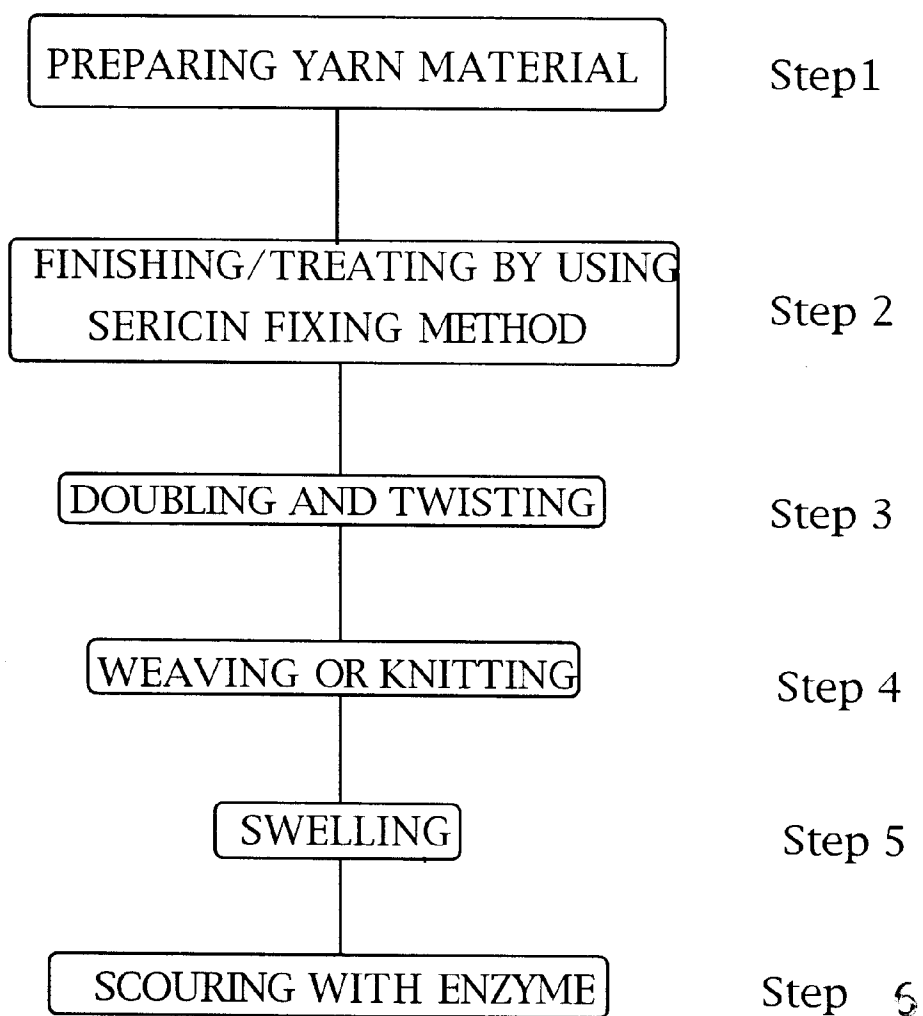 PREPARING YARN MATERIAL Step1
FINISHING/TREATING BY USING
SERICIN FIXING METHOD Step 2
DOUBLING AND TWISTING Step 3
WEAVING OR KNITTING Step 4
SWELLING Step 5
SCOURING WITH ENZYME Step 6